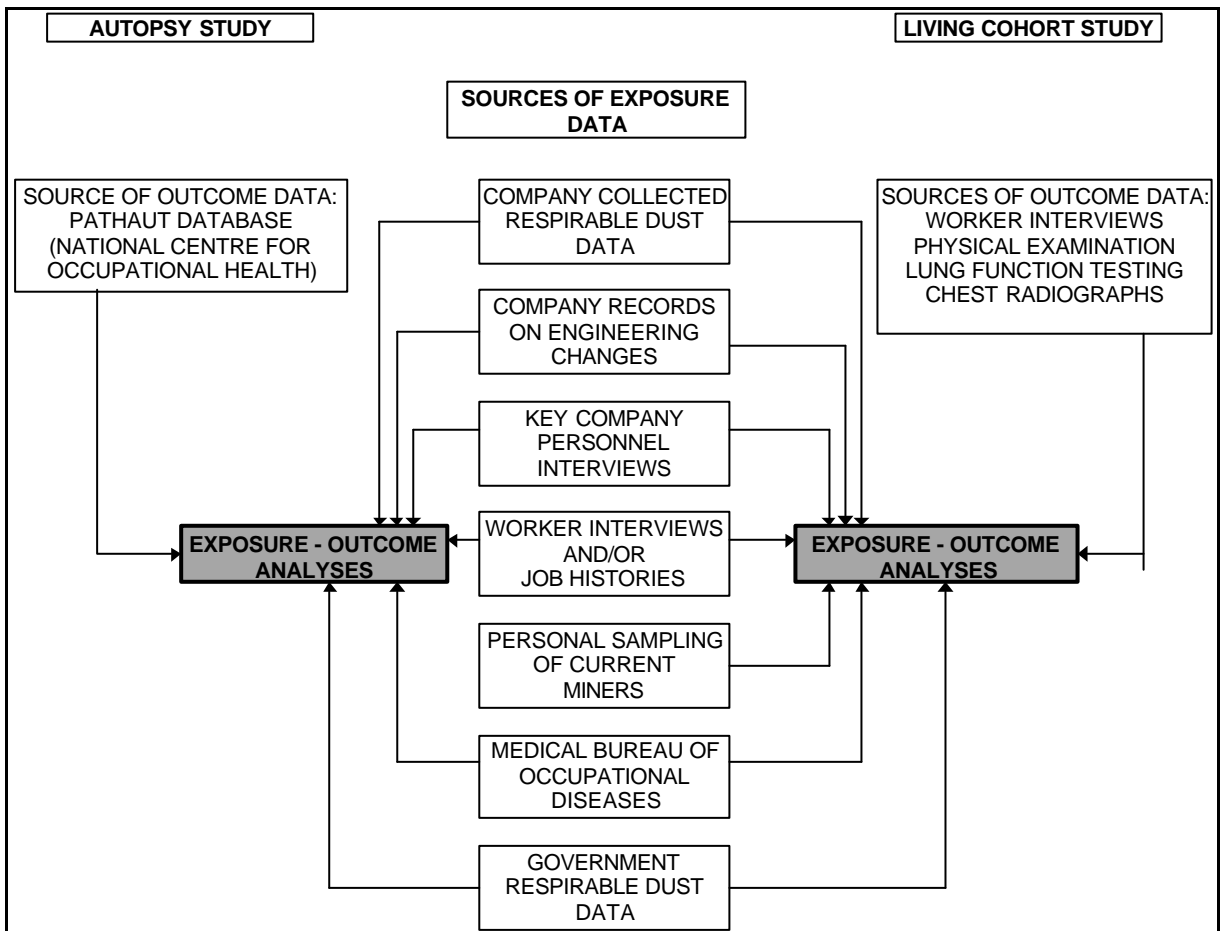 AUTOPSY STUDY
LIVING COHORT STUDY
SOURCES OF EXPOSURE
DATA
SOURCE OF OUTCOME DATA:
PATHAUT DATABASE
(NATIONAL CENTRE FOR
OCCUPATIONAL HEALTH)
COMPANY COLLECTED
RESPIRABLE DUST
DATA
SOURCES OF OUTCOME DATA:
WORKER INTERVIEWS
PHYSICAL EXAMINATION
LUNG FUNCTION TESTING
CHEST RADIOGRAPHS
COMPANY RECORDS
ON ENGINEERING
CHANGES
KEY COMPANY
PERSONNEL
INTERVIEWS
EXPOSURE - OUTCOME
ANALYSES
WORKER INTERVIEWS
AND/OR
JOB HISTORIES
EXPOSURE - OUTCOME
ANALYSES
PERSONAL SAMPLING
OF CURRENT
MINERS
MEDICAL BUREAU OF
OCCUPATIONAL
DISEASES
GOVERNMENT
RESPIRABLE DUST
DATA